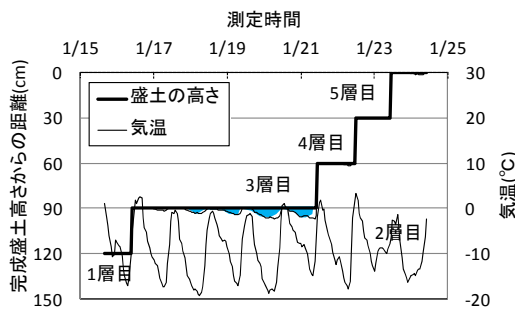 測定時間
1/15 1/17 1/19 1/21 1/23 1/25
完成盛土高さからの距離(cm)
0
30
60
90
120
150
盛土の高さ
気温
5層目
4層目
3層目
2層目
1層目
30
20
10
0
-10
-20
気温(℃)